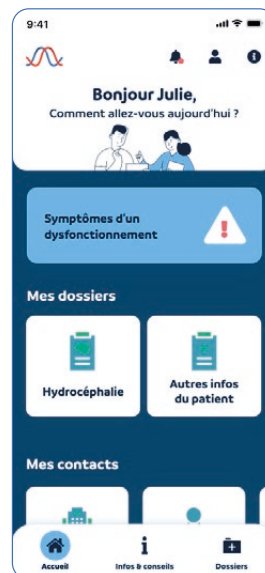 9:41
Bonjour Julie,
Comment allez-vous aujourd'hui ?
Symptômes d'un
dysfonctionnement
Mes dossiers
Hydrocéphalie
Autres infos
du patient
Mes contacts
Accueil
Infos & conseils
Dossiers